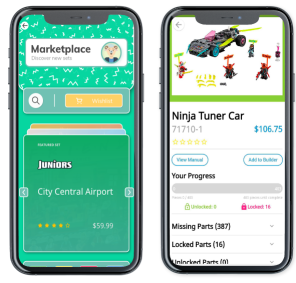 Marketplace
Discover new sets
FEATURED SET
JUNIORS
City Central Airport
$59.99
Ninja Tuner Car
71710-1
$106.75
View Manual
Add to Builder
Your Progress
Unlocked: 0
Locked: 16
Missing Parts (387)
Locked Parts (16)
Unlocked Parts (0)